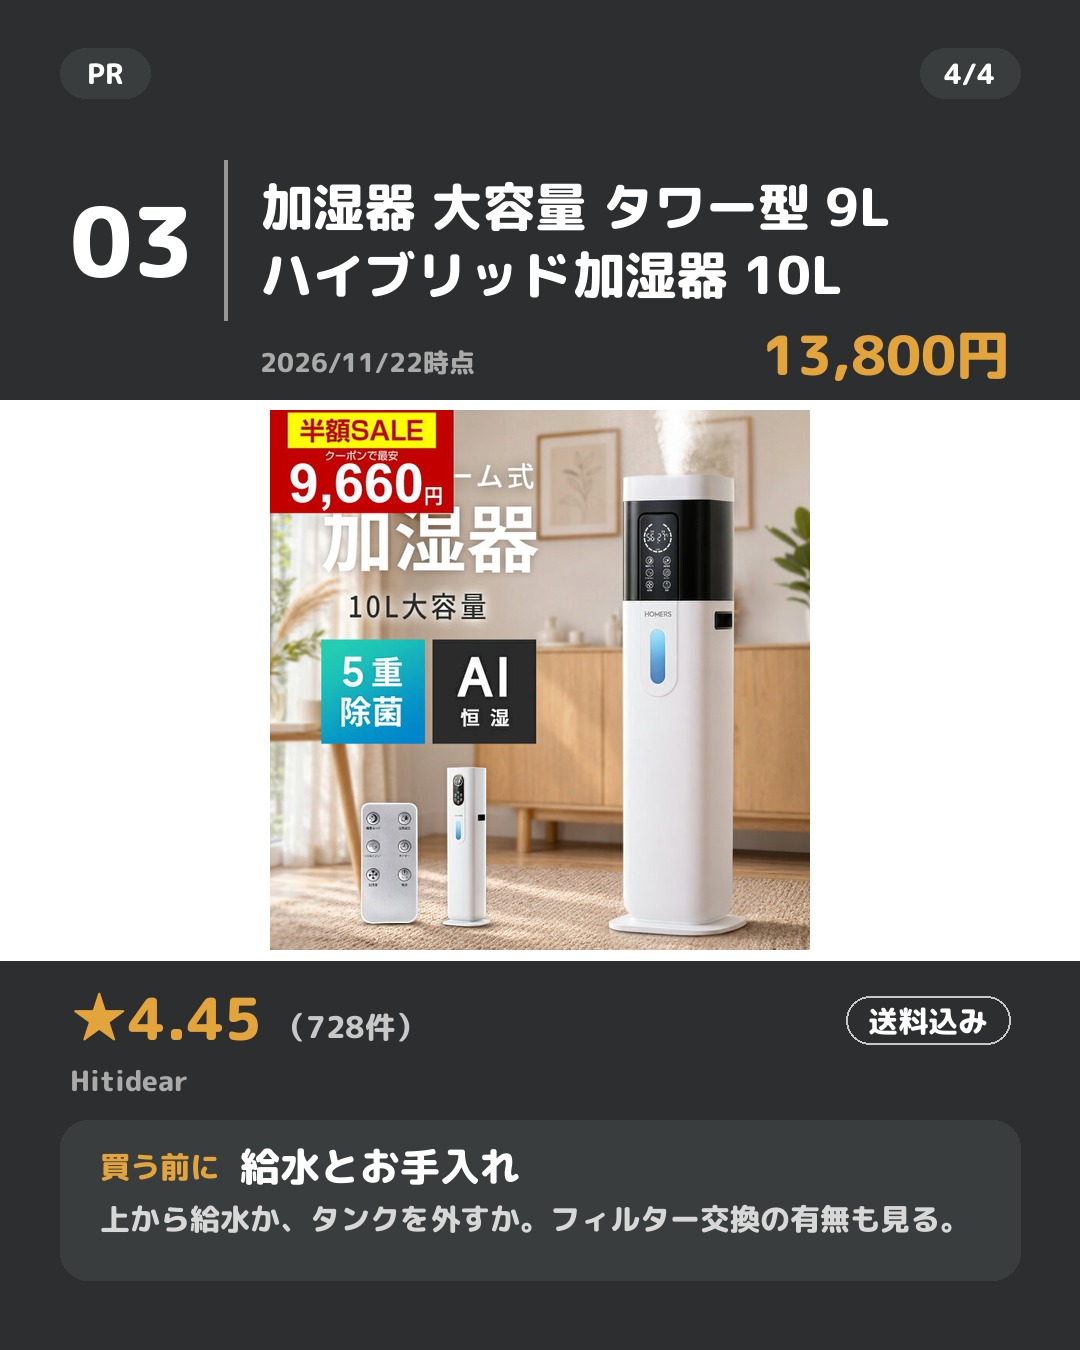 PR
4/4
03
加湿器 大容量 タワー型 9L
ハイブリッド加湿器 10L
2026/11/22時点
13,800円
半額SALE
クーポンで最安
9,660円
ーム式
加湿器
10L大容量
5重
除菌
AI
恒湿
HOMERS
★4.45 （728件）
送料込み
Hitidear
買う前に 給水とお手入れ
上から給水か、タンクを外すか。フィルター交換の有無も見る。